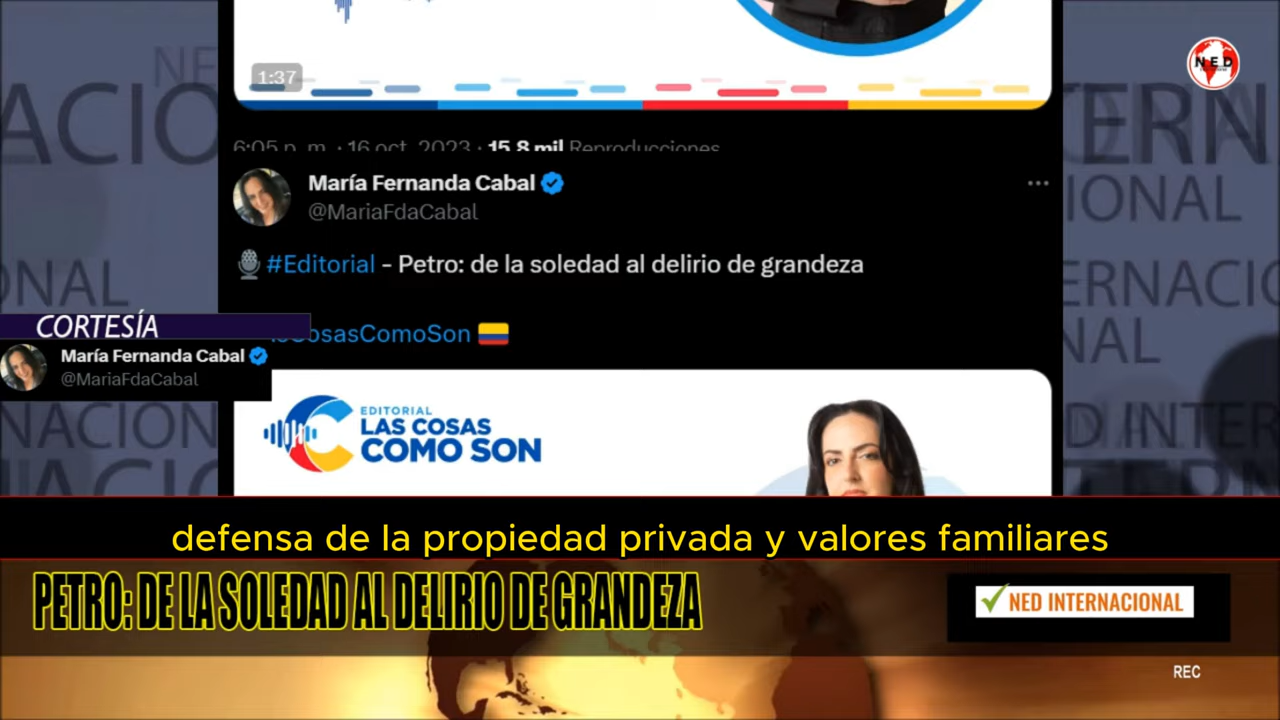 1:37
NED
6:05 p. m. · 16 oct. 2023 · 15,8 mil Reproducciones
María Fernanda Cabal
@MariaFdaCabal
#Editorial - Petro: de la soledad al delirio de grandeza
CORTESÍA
CosasComoSon
María Fernanda Cabal
@MariaFdaCabal
EDITORIAL
LAS COSAS
COMO SON
defensa de la propiedad privada y valores familiares
PETRO: DE LA SOLEDAD AL DELIRIO DE GRANDEZA
NED INTERNACIONAL
REC